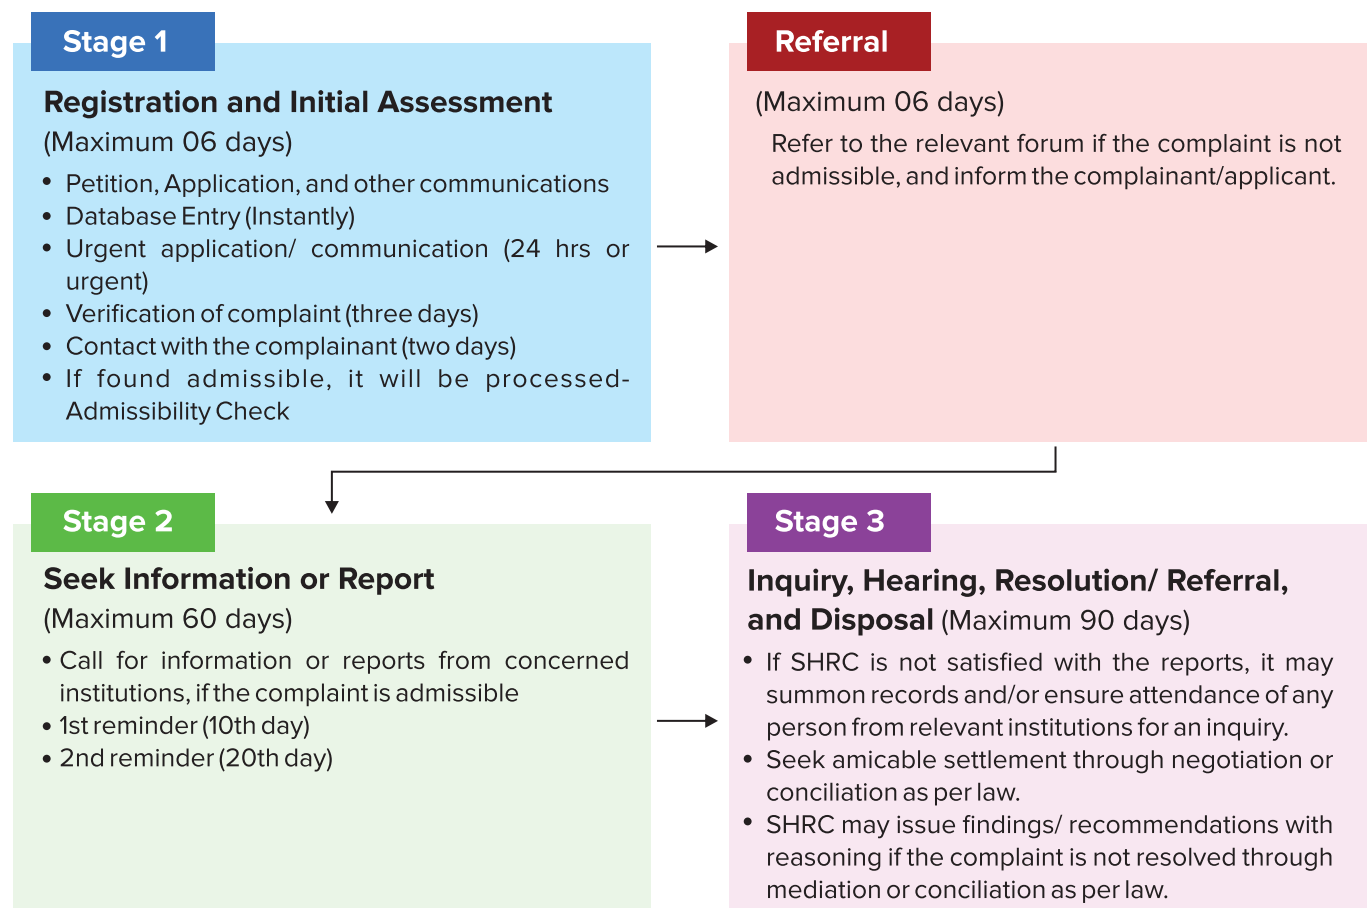 Stage 1
Registration and Initial Assessment
(Maximum 06 days)
• Petition, Application, and other communications
• Database Entry (Instantly)
• Urgent application/ communication (24 hrs or
urgent)
• Verification of complaint (three days)
• Contact with the complainant (two days)
• If found admissible, it will be processed-
Admissibility Check
Referral
(Maximum 06 days)
Refer to the relevant forum if the complaint is not
admissible, and inform the complainant/applicant.
Stage 2
Seek Information or Report
(Maximum 60 days)
• Call for information or reports from concerned
institutions, if the complaint is admissible
• 1st reminder (10th day)
• 2nd reminder (20th day)
Stage 3
Inquiry, Hearing, Resolution/ Referral,
and Disposal (Maximum 90 days)
• If SHRC is not satisfied with the reports, it may
summon records and/or ensure attendance of any
person from relevant institutions for an inquiry.
• Seek amicable settlement through negotiation or
conciliation as per law.
• SHRC may issue findings/ recommendations with
reasoning if the complaint is not resolved through
mediation or conciliation as per law.